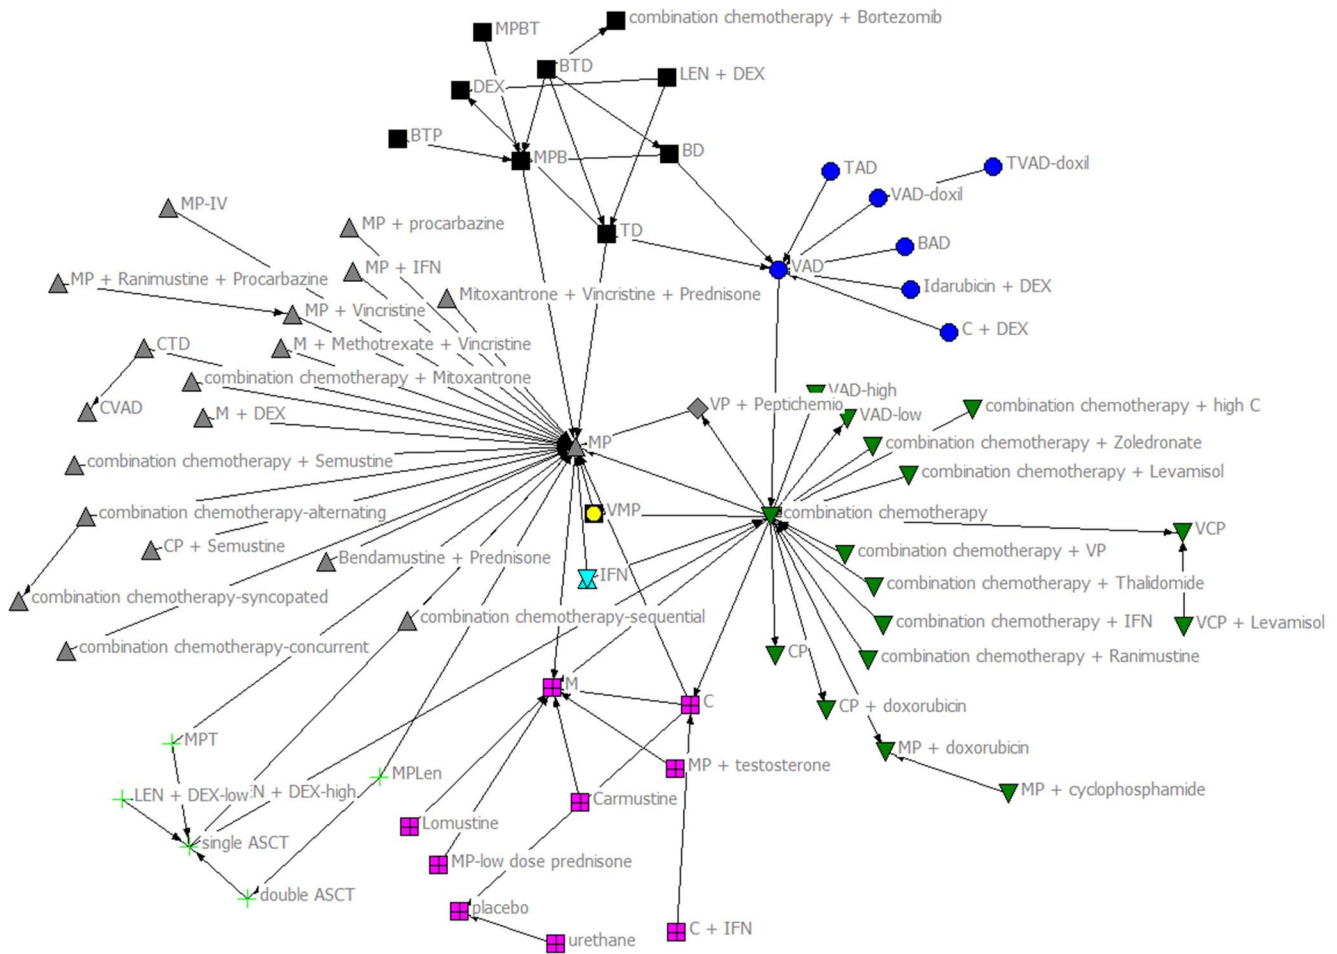 combination chemotherapy + Bortezomib
MPBT
BTD
LEN + DEX
DEX
BTP
MPB
BD
TAD
TVAD-doxil
VAD-doxil
MP-IV
MP + procarbazine
TD
BAD
MP + IFN
VAD
MP + Ranimustine + Procarbazine
Idarubicin + DEX
Mitoxantrone + Vincristine + Prednisone
MP + Vincristine
C + DEX
CTD
M + Methotrexate + Vincristine
combination chemotherapy + Mitoxantrone
VAD-high
CVAD
M + DEX
VP + Peptichemio
VAD-low
combination chemotherapy + high C
MP
combination chemotherapy + Zoledronate
combination chemotherapy + Semustine
combination chemotherapy + Levamisol
combination chemotherapy-alternating
VMP
combination chemotherapy
VCP
CP + Semustine
Bendamustine + Prednisone
combination chemotherapy + VP
IFN
combination chemotherapy + Thalidomide
combination chemotherapy-syncopated
combination chemotherapy-sequential
combination chemotherapy + IFN
VCP + Levamisol
combination chemotherapy-concurrent
CP
combination chemotherapy + Ranimustine
M
C
CP + doxorubicin
MPT
MP + doxorubicin
MP + testosterone
MPLen
LEN + DEX-low
N + DEX-high
Carmustine
MP + cyclophosphamide
Lomustine
single ASCT
MP-low dose prednisone
double ASCT
placebo
C + IFN
urethane